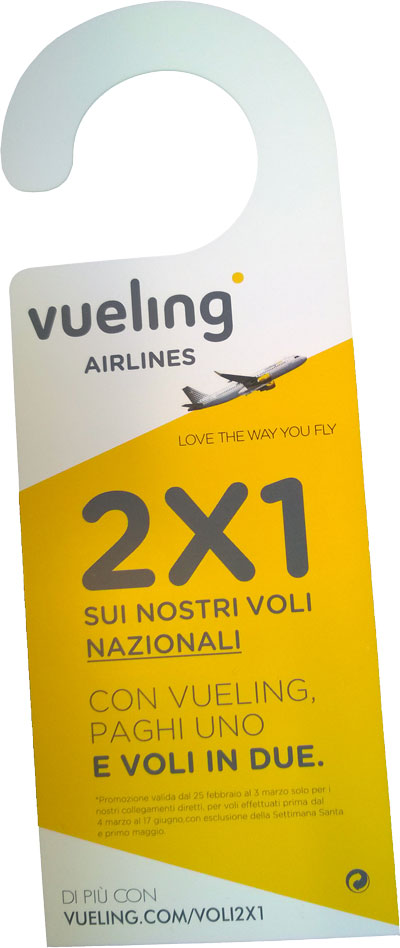 vueling
AIRLINES
LOVE THE WAY YOU FLY
2X1
SUI NOSTRI VOLI
NAZIONALI
CON VUELING,
PAGHI UNO
E VOLI IN DUE.
*Promozione valida dal 25 febbraio al 3 marzo solo per i
nostri collegamenti diretti, per voli effettuati prima dal
4 marzo al 17 giugno,con esclusione della Settimana Santa
e primo maggio.
DI PIÙ CON
VUELING.COM/VOLI2X1